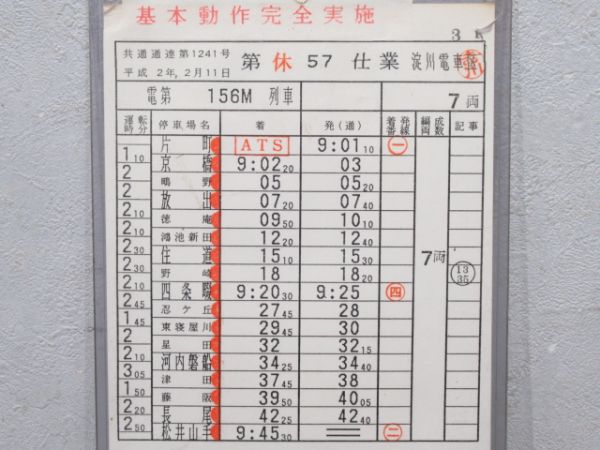 基本動作完全実施
共通通達第1241号
平成2年,2月11日
第 休 57 仕業 淀川電車
電第 156M 列車 7両
運転時分 停車場名 着 発(通) 着発番線 編成両数 記事
片町 ATS 9:01 10 一
1 10
京橋 9:02 20 03
2
鴫野 05 05 20
2
放出 07 20 07 40
2 10
徳庵 09 50 10 10
2 10
鴻池新田 12 20 12 40
2 30
住道 15 10 15 30 7両
2 30
野崎 18 18 20 13 35
2 10
四条畷 9:20 30 9:25 四
2 45
忍ケ丘 27 45 28
1 45
東寝屋川 29 45 30
2
星田 32 32 15
2 10
河内磐船 34 25 34 40
3 05
津田 37 45 38
1 50
藤阪 39 50 40 05
2 20
長尾 42 25 42 40
2 50
松井山手 9:45 30 二